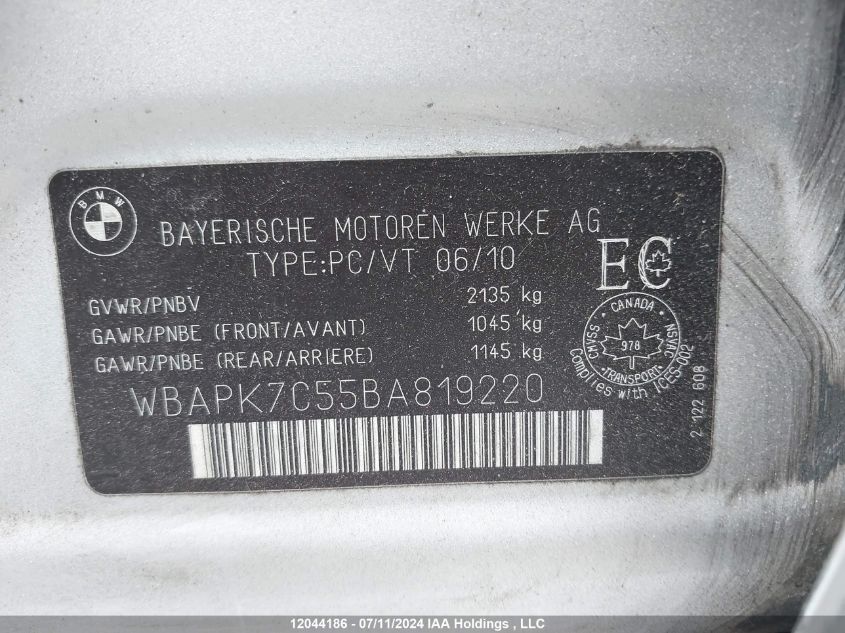 BMW
BAYERISCHE MOTOREN WERKE AG
TYPE:PC/VT 06/10
EC
GVWR/PNBV 2135 kg
GAWR/PNBE (FRONT/AVANT) 1045 kg
GAWR/PNBE (REAR/ARRIERE) 1145 kg
WBAPK7C55BA819220
CANADA
CMVSS
NSVAC
978
TRANSPORT
Complies with ICES-002
2 122 608
12044186 - 07/11/2024 IAA Holdings , LLC